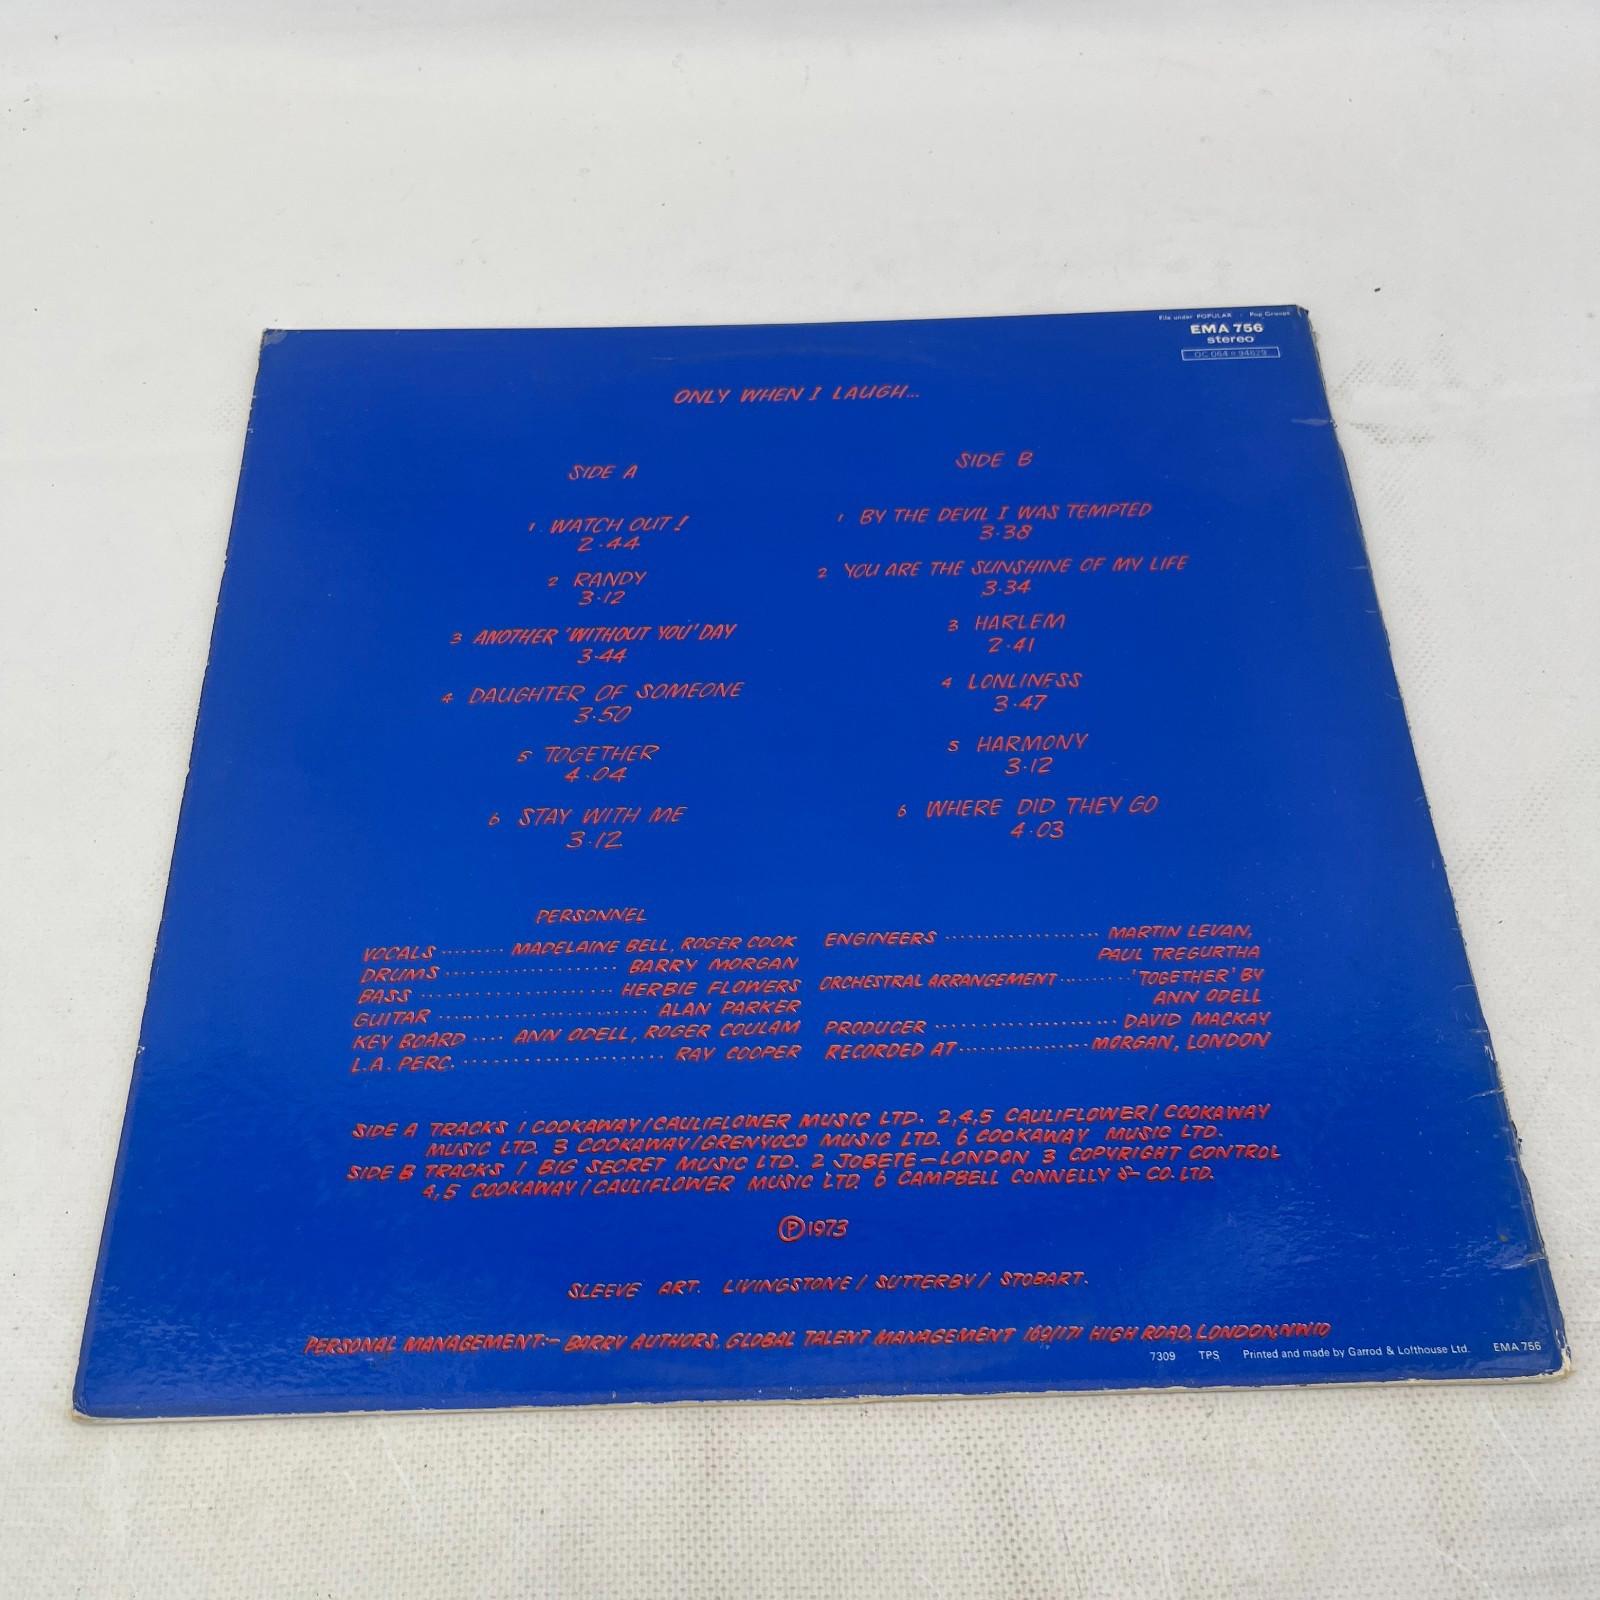 File under POPULAR : Pop Groups
EMA 756
stereo
OC 064 o 94629
ONLY WHEN I LAUGH...
SIDE A
1. WATCH OUT!
2·44
2 RANDY
3·12
3 ANOTHER 'WITHOUT YOU' DAY
3·44
4 DAUGHTER OF SOMEONE
3·50
5 TOGETHER
4·04
6 STAY WITH ME
3·12
SIDE B
1 BY THE DEVIL I WAS TEMPTED
3·38
2 YOU ARE THE SUNSHINE OF MY LIFE
3·34
3 HARLEM
2·41
4 LONLINESS
3·47
5 HARMONY
3·12
6 WHERE DID THEY GO
4·03
PERSONNEL
VOCALS ........ MADELAINE BELL, ROGER COOK
DRUMS .................. BARRY MORGAN
BASS .................... HERBIE FLOWERS
GUITAR ...................... ALAN PARKER
KEY BOARD .... ANN ODELL, ROGER COULAM
L.A. PERC. ..................... RAY COOPER
ENGINEERS ................... MARTIN LEVAN,
PAUL TREGURTHA
ORCHESTRAL ARRANGEMENT ......... 'TOGETHER' BY
ANN ODELL
PRODUCER ................... DAVID MACKAY
RECORDED AT ................ MORGAN, LONDON
SIDE A TRACKS 1 COOKAWAY/CAULIFLOWER MUSIC LTD. 2,4,5 CAULIFLOWER/COOKAWAY
MUSIC LTD. 3 COOKAWAY/GRENYOCO MUSIC LTD. 6 COOKAWAY MUSIC LTD.
SIDE B TRACKS 1 BIG SECRET MUSIC LTD. 2 JOBETE-LONDON 3 COPYRIGHT CONTROL
4,5 COOKAWAY/CAULIFLOWER MUSIC LTD. 6 CAMPBELL CONNELLY & CO. LTD.
Ⓟ1973
SLEEVE ART. LIVINGSTONE/ SUTTERBY/ STOBART.
PERSONAL MANAGEMENT:- BARRY AUTHORS, GLOBAL TALENT MANAGEMENT 169/171 HIGH ROAD, LONDON, NW10
7309 TPS Printed and made by Garrod & Lofthouse Ltd. EMA 756